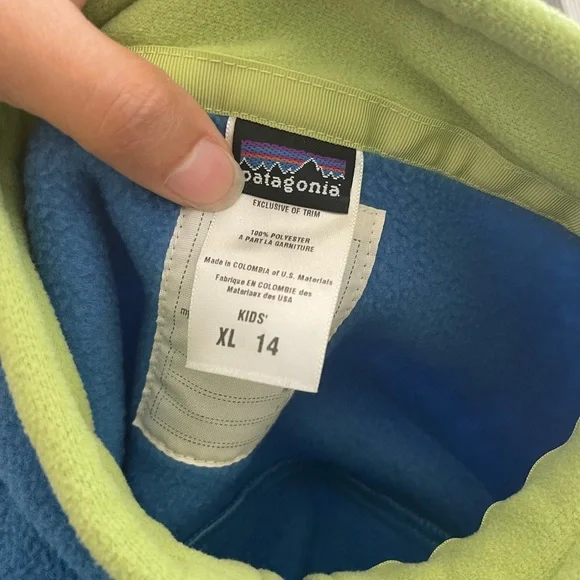 patagonia
EXCLUSIVE OF TRIM
100% POLYESTER
A PART LA GARNITURE
Made in COLOMBIA of U.S. Materials
Fabriqué EN COLOMBIE des
Materiaux des USA
KIDS'
XL 14